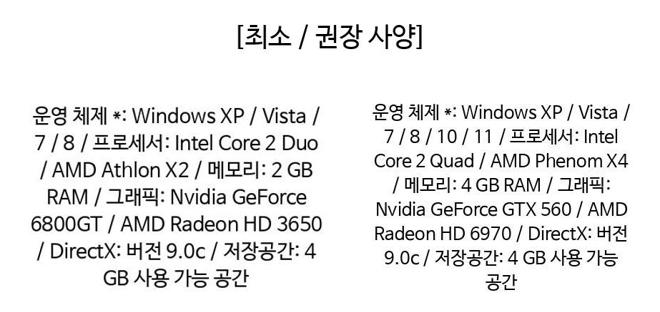 [최소 / 권장 사양]
운영 체제 *: Windows XP / Vista /
7 / 8 / 프로세서: Intel Core 2 Duo
/ AMD Athlon X2 / 메모리: 2 GB
RAM / 그래픽: Nvidia GeForce
6800GT / AMD Radeon HD 3650
/ DirectX: 버전 9.0c / 저장공간: 4
GB 사용 가능 공간
운영 체제 *: Windows XP / Vista /
7 / 8 / 10 / 11 / 프로세서: Intel
Core 2 Quad / AMD Phenom X4
/ 메모리: 4 GB RAM / 그래픽:
Nvidia GeForce GTX 560 / AMD
Radeon HD 6970 / DirectX: 버전
9.0c / 저장공간: 4 GB 사용 가능
공간